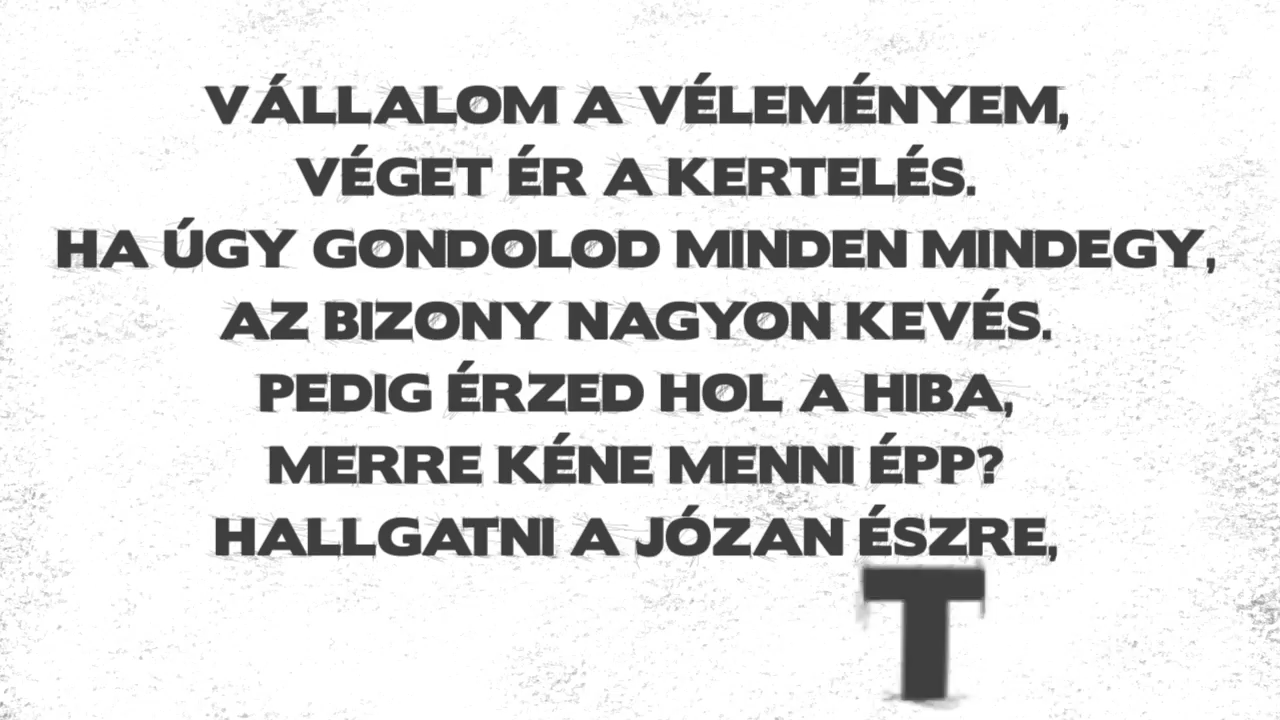 VÁLLALOM A VÉLEMÉNYEM,
VÉGET ÉR A KERTELÉS.
HA ÚGY GONDOLOD MINDEN MINDEGY,
AZ BIZONY NAGYON KEVÉS.
PEDIG ÉRZED HOL A HIBA,
MERRE KÉNE MENNI ÉPP?
HALLGATNI A JÓZAN ÉSZRE,
T